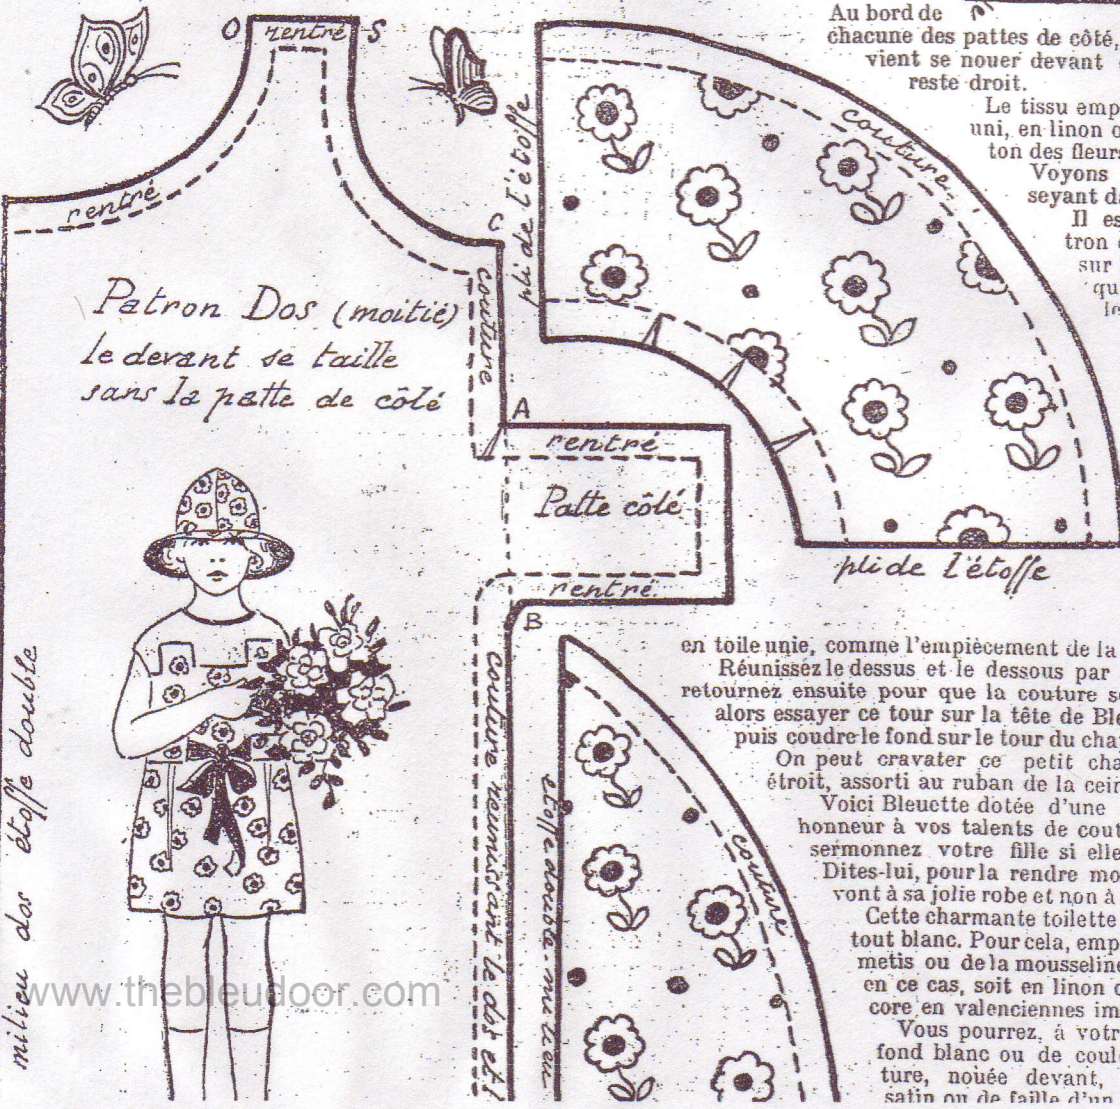 O rentré S
rentré
C
couture
Patron Dos (moitié)
le devant se taille
sans la patte de côté
A
rentré
Patte côté
rentré
B
milieu dos étoffe double
couture réunissant le dos et l
pli de l'étoffe
couture
pli de l'étoffe
étoffe double. milieu
couture
Au bord de
chacune des pattes de côté,
vient se nouer devant
reste droit.
Le tissu emp
uni, en linon
ton des fleurs
Voyons
seyant d
Il es
tron
sur
qu
le
en toile unie, comme l'empiècement de la
Réunissez le dessus et le dessous par
retournez ensuite pour que la couture s
alors essayer ce tour sur la tête de Ble
puis coudre le fond sur le tour du cha
On peut cravater ce petit cha
étroit, assorti au ruban de la cein
Voici Bleuette dotée d'une
honneur à vos talents de cout
sermonnez votre fille si elle
Dites-lui, pour la rendre mo
vont à sa jolie robe et non à
Cette charmante toilette
tout blanc. Pour cela, emp
metis ou de la mousseline
en ce cas, soit en linon
core en valenciennes im
Vous pourrez, à votr
fond blanc ou de coul
ture, nouée devant,
satin ou de faille d'un
www.thebleudoor.com